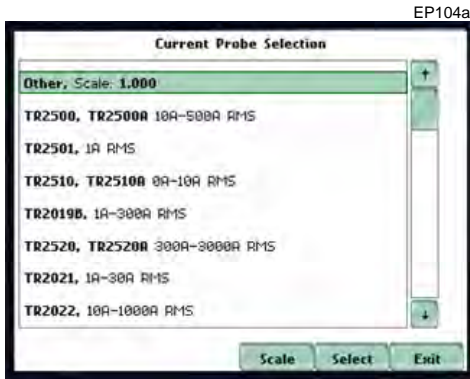 EP104a
Current Probe Selection
Other, Scale: 1.000
TR2500, TR2500A 10A-500A RMS
TR2501, 1A RMS
TR2510, TR2510A 0A-10A RMS
TR2019B, 1A-300A RMS
TR2520, TR2520A 300A-3000A RMS
TR2021, 1A-30A RMS
TR2022, 10A-1000A RMS
Scale Select Exit